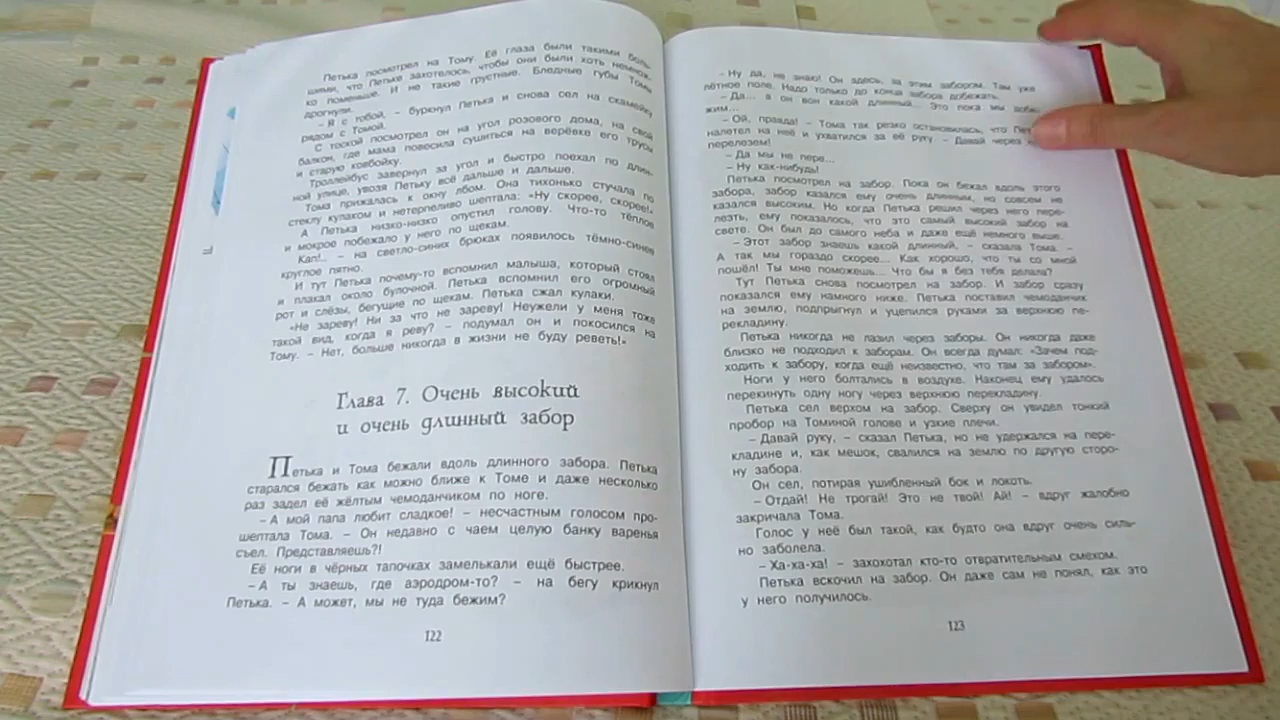 Петька посмотрел на Тому. Её глаза были такими боль-
шими, что Петьке захотелось, чтобы они были хоть немнож-
ко поменьше. И не такие грустные. Бледные губы Томы
дрогнули.
– Я с тобой, – буркнул Петька и снова сел на скамейку
рядом с Томой.
С тоской посмотрел он на угол розового дома, на свой
балкон, где мама повесила сушиться на верёвке его трусы
и старую ковбойку.
Троллейбус завернул за угол и быстро поехал по длин-
ной улице, увозя Петьку всё дальше и дальше.
Тома прижалась к окну лбом. Она тихонько стучала по
стеклу кулаком и нетерпеливо шептала: «Ну скорее, скорее!»
А Петька низко-низко опустил голову. Что-то тёплое
и мокрое побежало у него по щекам.
Кап!.. – на светло-синих брюках появилось тёмно-синее
круглое пятно.
И тут Петька почему-то вспомнил малыша, который стоял
и плакал около булочной. Петька вспомнил его огромный
рот и слёзы, бегущие по щекам. Петька сжал кулаки.
«Не зареву! Ни за что не зареву! Неужели у меня тоже
такой вид, когда я реву? – подумал он и покосился на
Тому. – Нет, больше никогда в жизни не буду реветь!»
Глава 7. Очень высокий
и очень длинный забор
Петька и Тома бежали вдоль длинного забора. Петька
старался бежать как можно ближе к Томе и даже несколько
раз задел её жёлтым чемоданчиком по ноге.
– А мой папа любит сладкое! – несчастным голосом про-
шептала Тома. – Он недавно с чаем целую банку варенья
съел. Представляешь?!
Её ноги в чёрных тапочках замелькали ещё быстрее.
– А ты знаешь, где аэродром-то? – на бегу крикнул
Петька. – А может, мы не туда бежим?
122
– Ну да, не знаю! Он здесь, за этим забором. Там уже
лётное поле. Надо только до конца забора добежать.
– Да... а он вон какой длинный... Это пока мы добе-
жим...
– Ой, правда! – Тома так резко остановилась, что
налетел на неё и ухватился за её руку. – Давай через
перелезем!
– Да мы не пере...
– Ну как-нибудь!
Петька посмотрел на забор. Пока он бежал вдоль этого
забора, забор казался ему очень длинным, но совсем не
казался высоким. Но когда Петька решил через него пере-
лезть, ему показалось, что это самый высокий забор на
свете. Он был до самого неба и даже ещё немного выше.
– Этот забор знаешь какой длинный, – сказала Тома. –
А так мы гораздо скорее... Как хорошо, что ты со мной
пошёл! Ты мне поможешь... Что бы я без тебя делала?
Тут Петька снова посмотрел на забор. И забор сразу
показался ему намного ниже. Петька поставил чемоданчик
на землю, подпрыгнул и уцепился руками за верхнюю пе-
рекладину.
Петька никогда не лазил через заборы. Он никогда даже
близко не подходил к заборам. Он всегда думал: «Зачем под-
ходить к забору, когда ещё неизвестно, что там за забором».
Ноги у него болтались в воздухе. Наконец ему удалось
перекинуть одну ногу через верхнюю перекладину.
Петька сел верхом на забор. Сверху он увидел тонкий
пробор на Томиной голове и узкие плечи.
– Давай руку, – сказал Петька, но не удержался на пере-
кладине и, как мешок, свалился на землю по другую сторо-
ну забора.
Он сел, потирая ушибленный бок и локоть.
– Отдай! Не трогай! Это не твой! Ай! – вдруг жалобно
закричала Тома.
Голос у неё был такой, как будто она вдруг очень силь-
но заболела.
– Ха-ха-ха! – захохотал кто-то отвратительным смехом.
Петька вскочил на забор. Он даже сам не понял, как это
у него получилось.
123